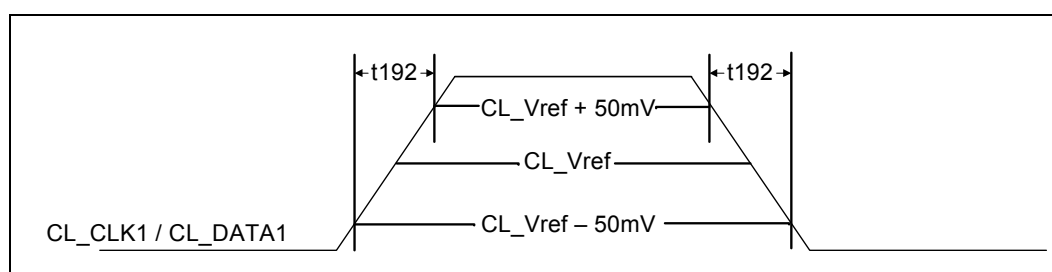 t192 t192
CL_Vref + 50mV
CL_Vref
CL_Vref – 50mV
CL_CLK1 / CL_DATA1